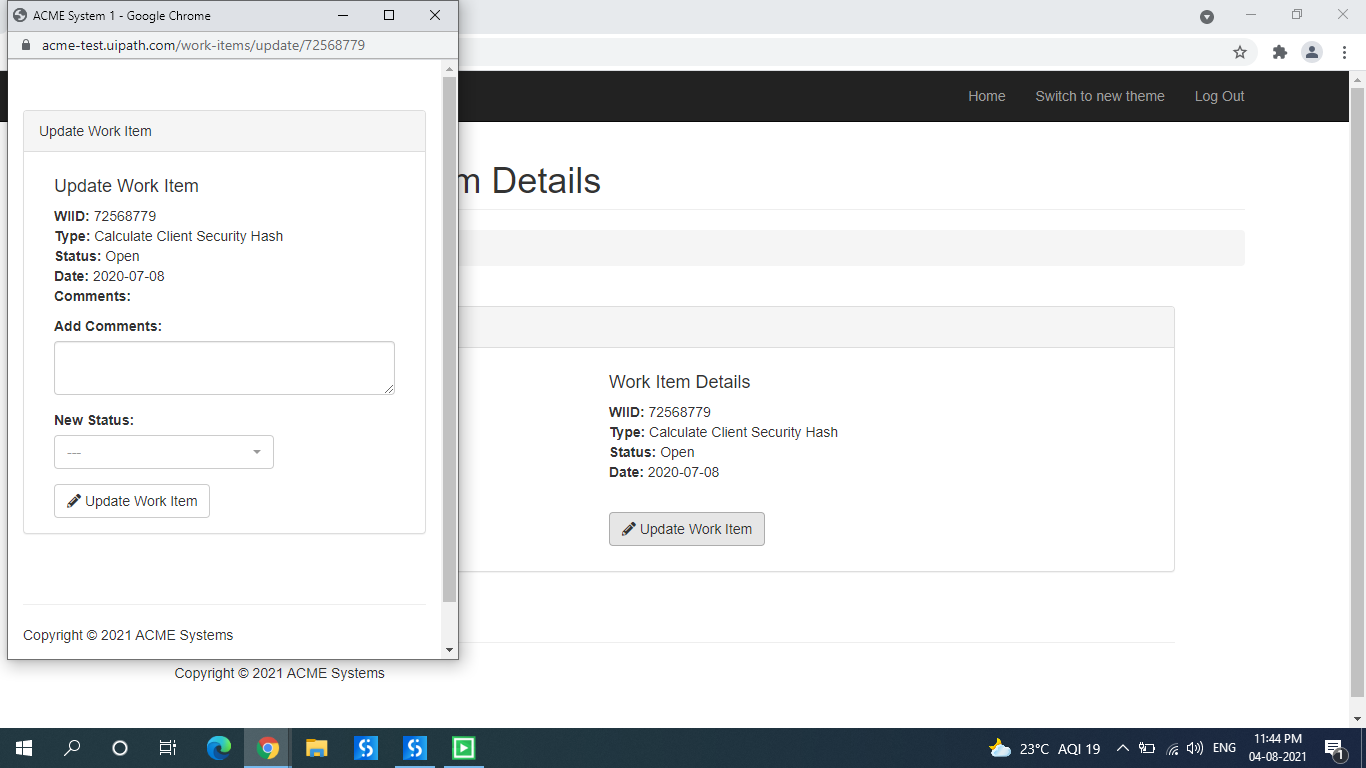 ACME System 1 - Google Chrome
acme-test.uipath.com/work-items/update/72568779
Update Work Item
Update Work Item
WIID: 72568779
Type: Calculate Client Security Hash
Status: Open
Date: 2020-07-08
Comments:
Add Comments:
New Status:
---
Update Work Item
Copyright © 2021 ACME Systems
Home
Switch to new theme
Log Out
m Details
Work Item Details
WIID: 72568779
Type: Calculate Client Security Hash
Status: Open
Date: 2020-07-08
Update Work Item
Copyright © 2021 ACME Systems
23°C AQI 19
ENG
11:44 PM
04-08-2021
1